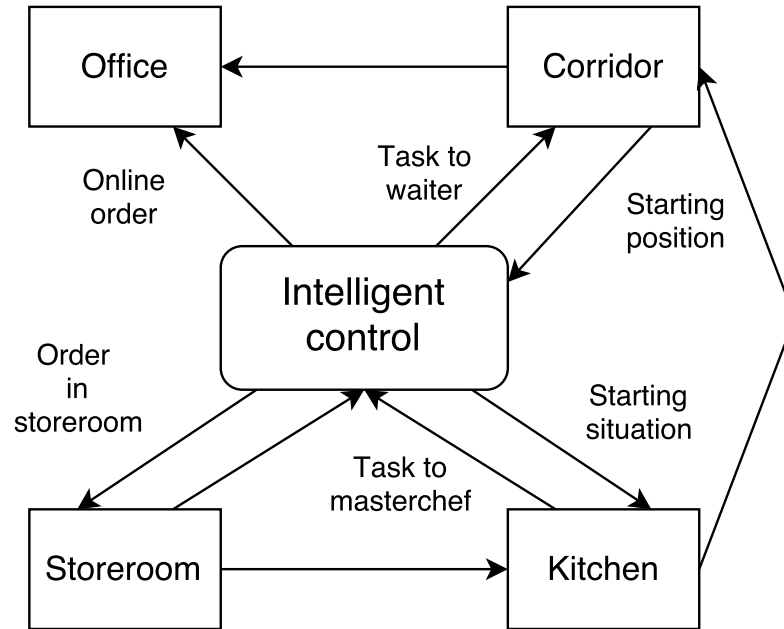 Office
Corridor
Online
order
Task to
waiter
Starting
position
Intelligent
control
Order
in
storeroom
Starting
situation
Task to
masterchef
Storeroom
Kitchen